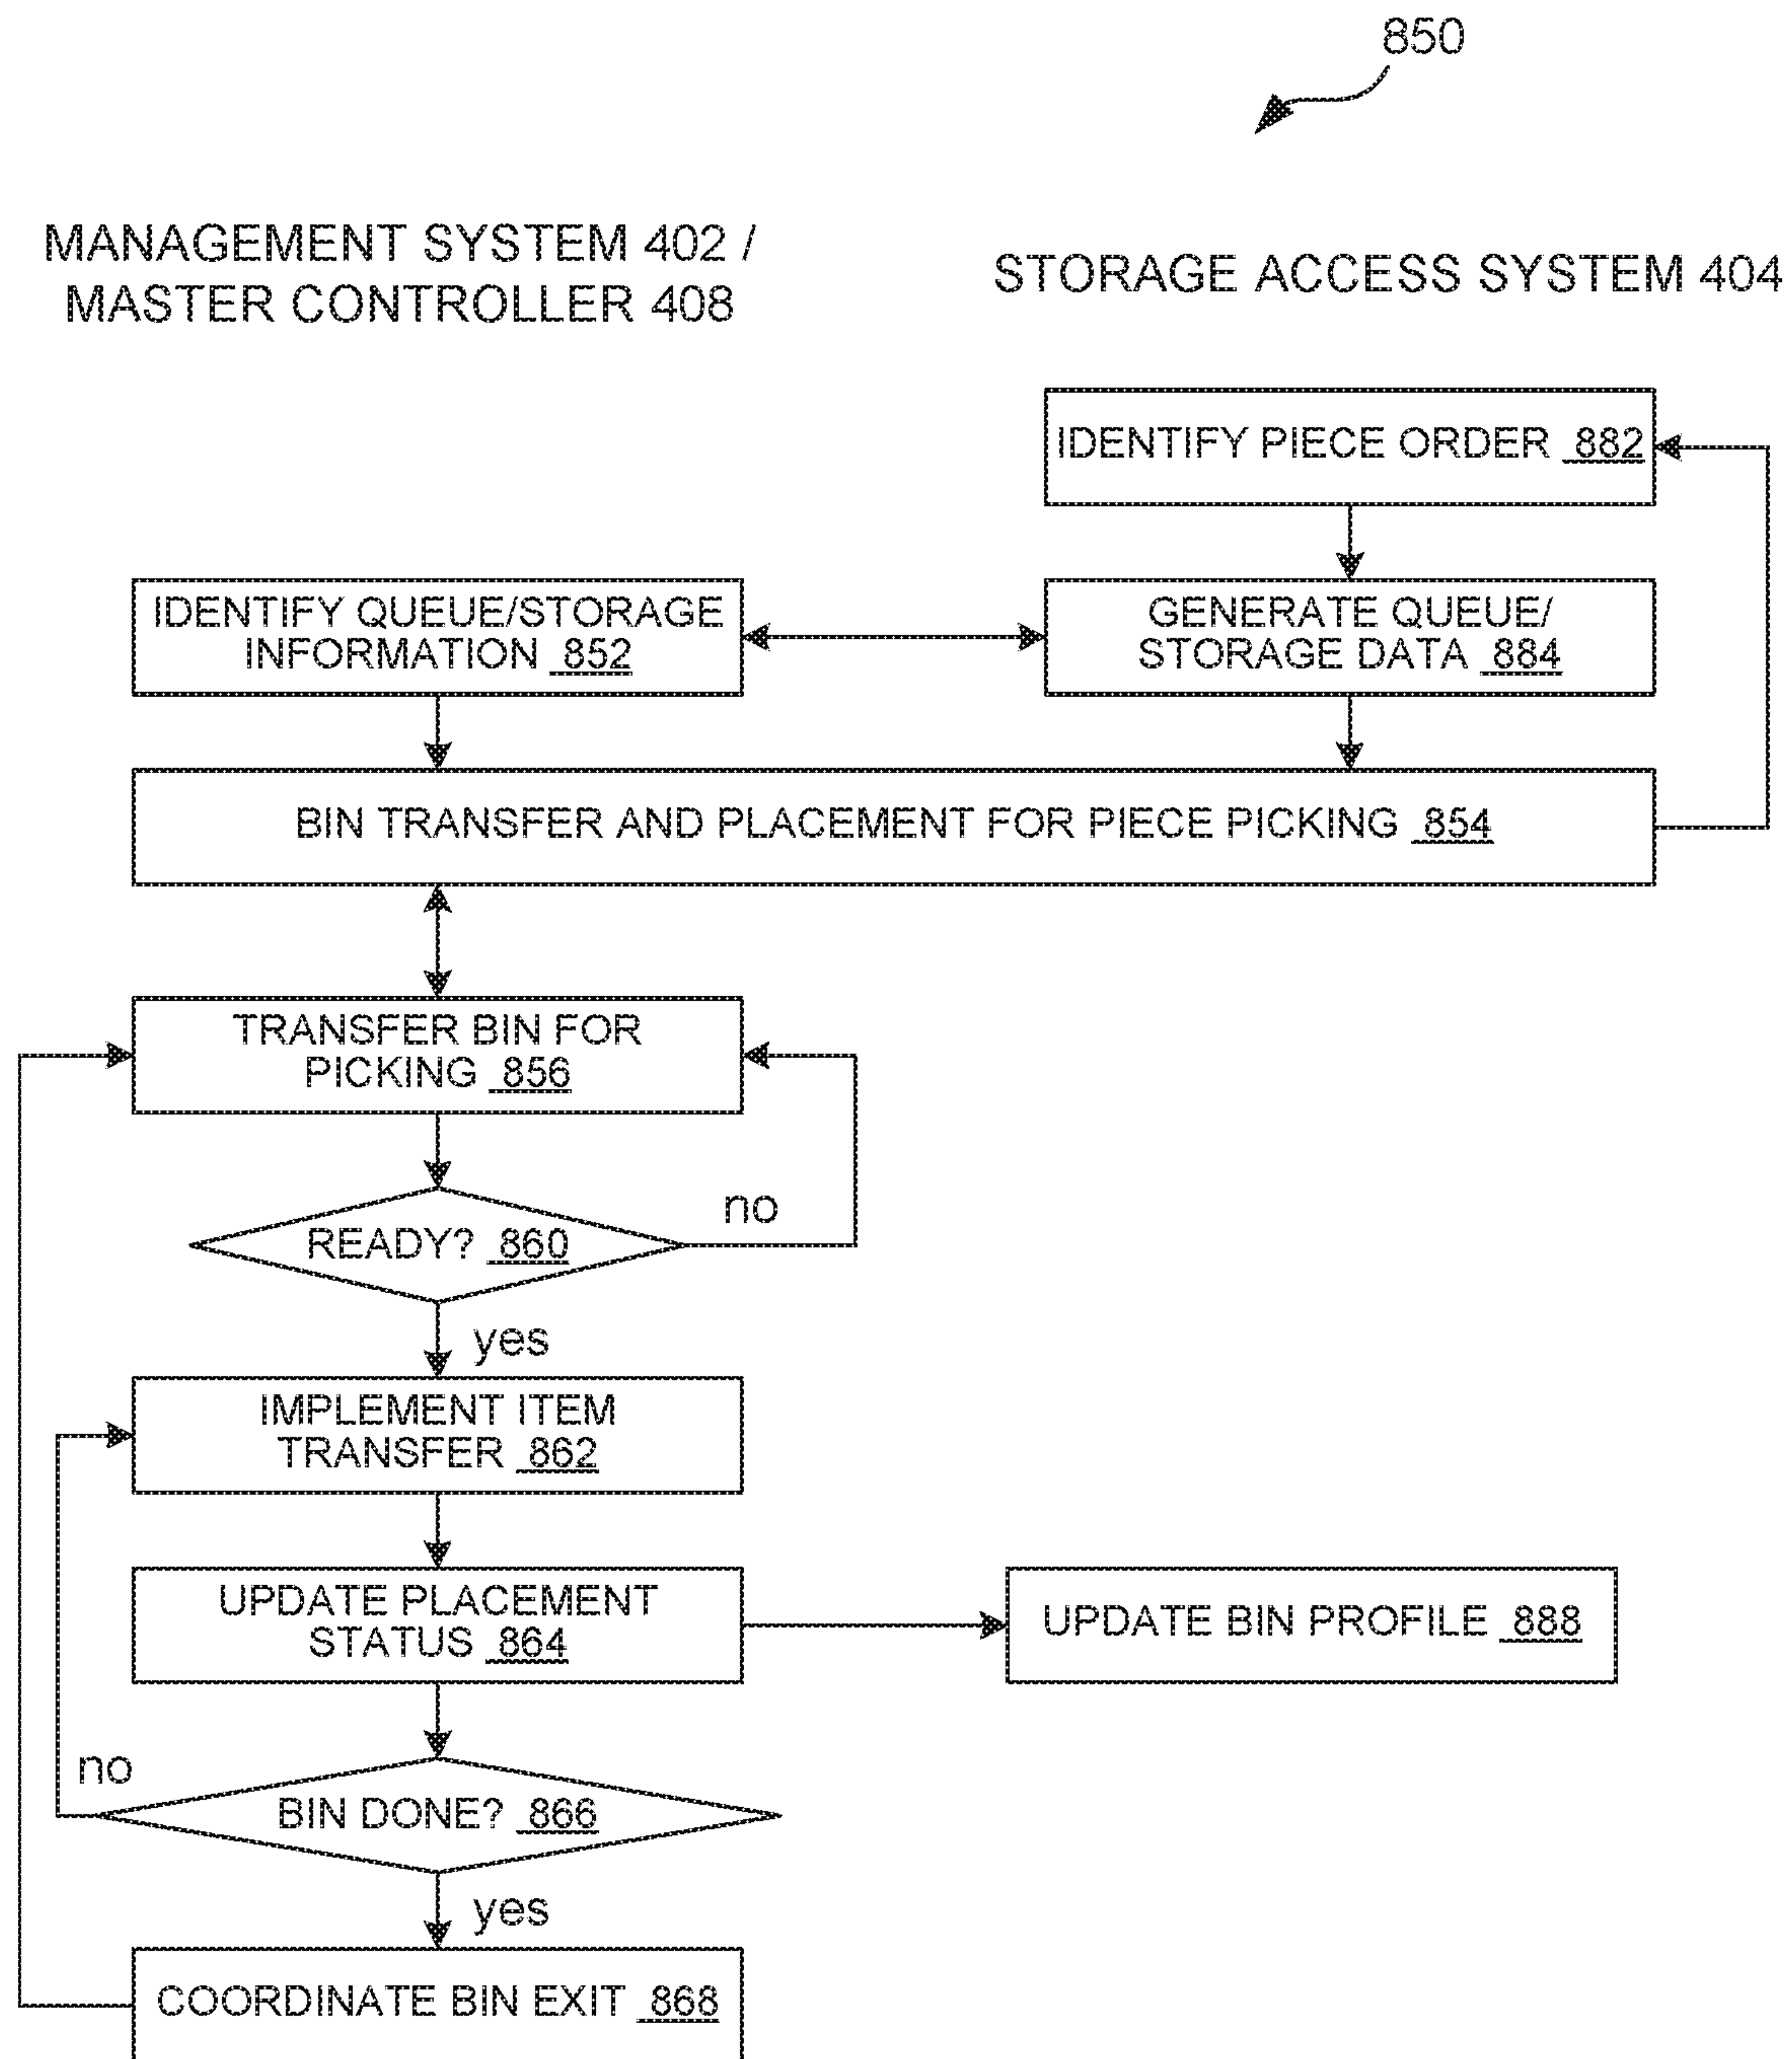 850
MANAGEMENT SYSTEM 402 /
MASTER CONTROLLER 408
STORAGE ACCESS SYSTEM 404
IDENTIFY PIECE ORDER 882
IDENTIFY QUEUE/STORAGE
INFORMATION 852
GENERATE QUEUE/
STORAGE DATA 884
BIN TRANSFER AND PLACEMENT FOR PIECE PICKING 854
TRANSFER BIN FOR
PICKING 856
READY? 860
no
yes
IMPLEMENT ITEM
TRANSFER 862
UPDATE PLACEMENT
STATUS 864
UPDATE BIN PROFILE 888
no
BIN DONE? 866
yes
COORDINATE BIN EXIT 868